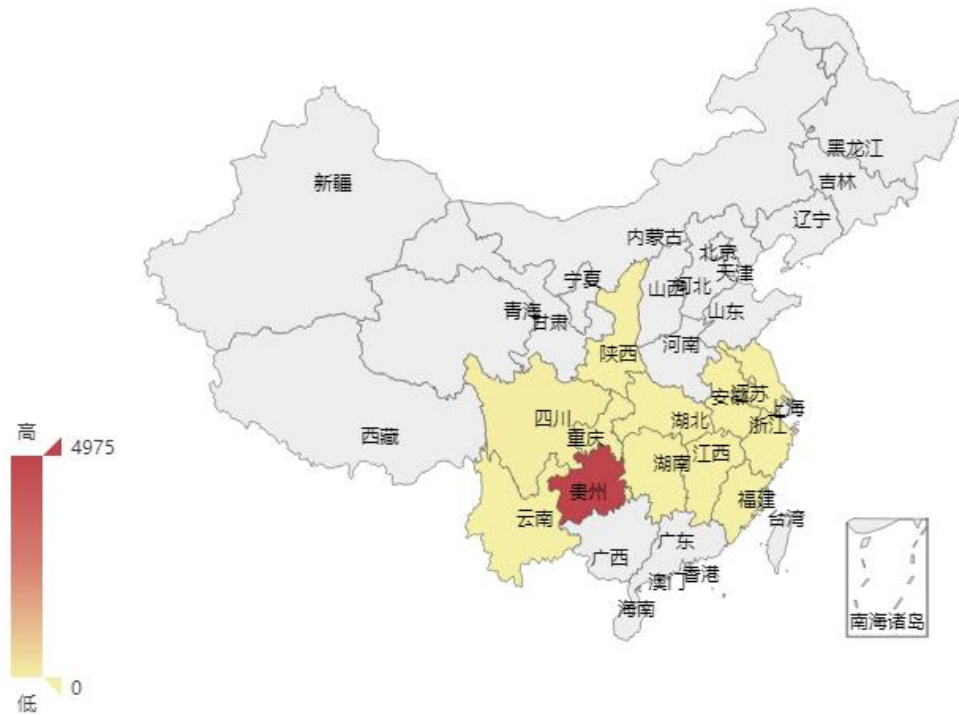 黑龙江
新疆
吉林
辽宁
内蒙古
北京
天津
宁夏
山西
河北
青海
甘肃
山东
河南
陕西
安徽
江苏
上海
四川
湖北
浙江
重庆
西藏
高
4975
湖南
江西
贵州
福建
云南
台湾
广西
广东
澳门
香港
海南
南海诸岛
0
低